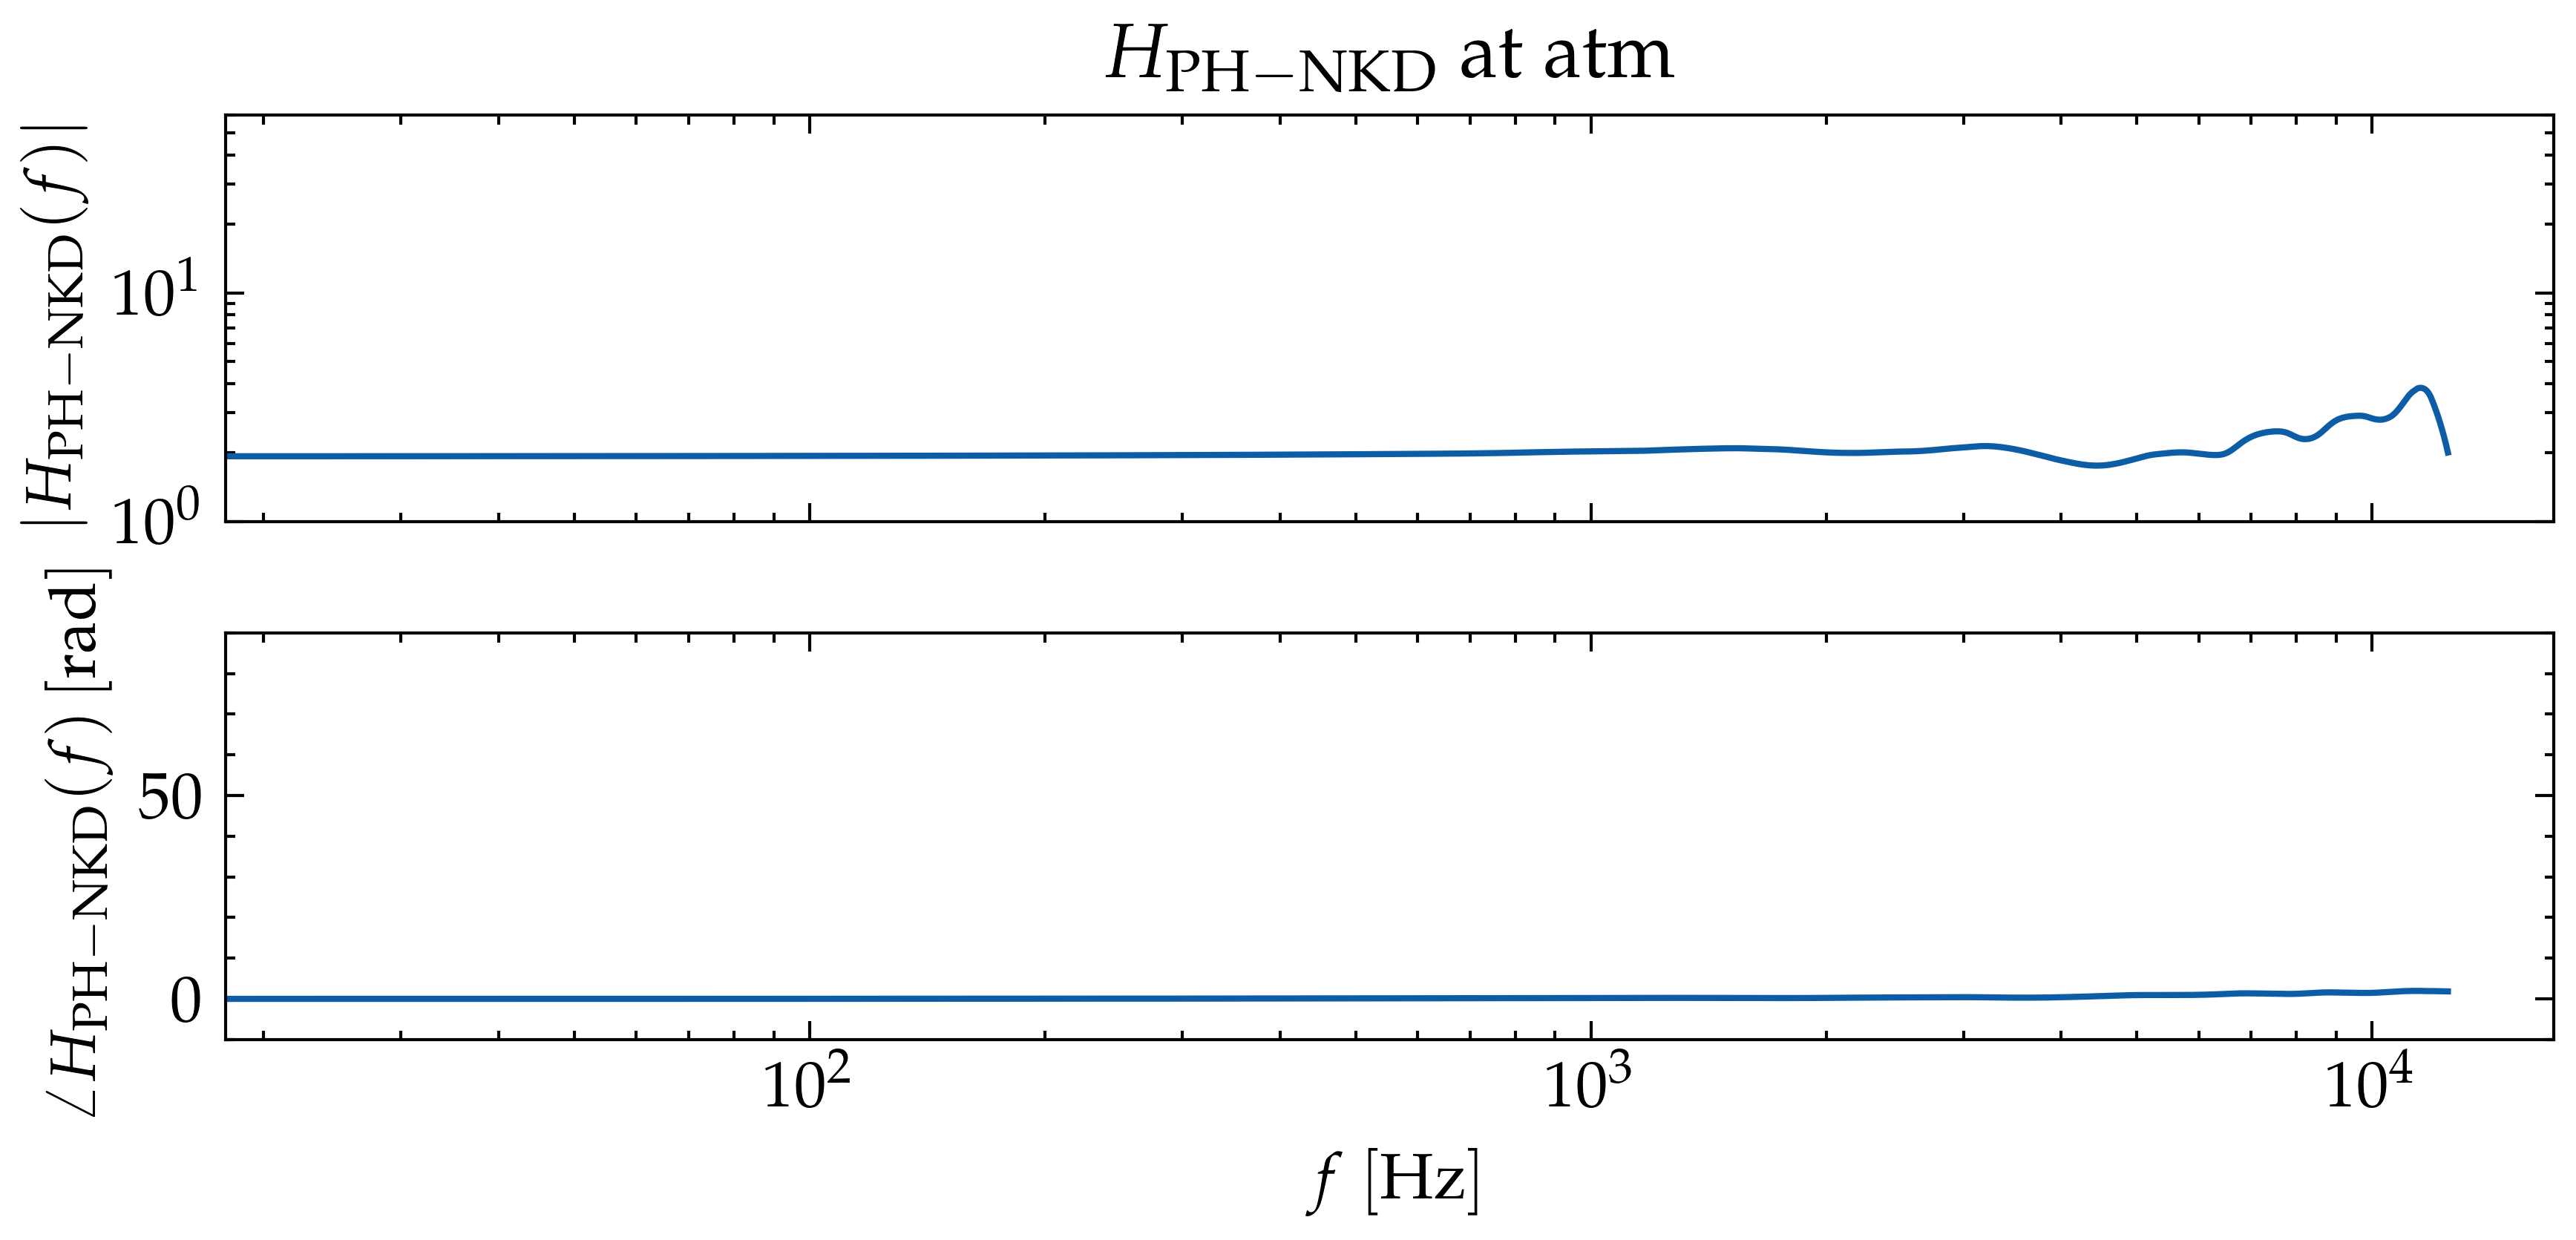 H_PH−NKD at atm
|H_PH−NKD(f)|
10^1
10^0
∠H_PH−NKD(f) [rad]
50
0
10^2 10^3 10^4
f [Hz]